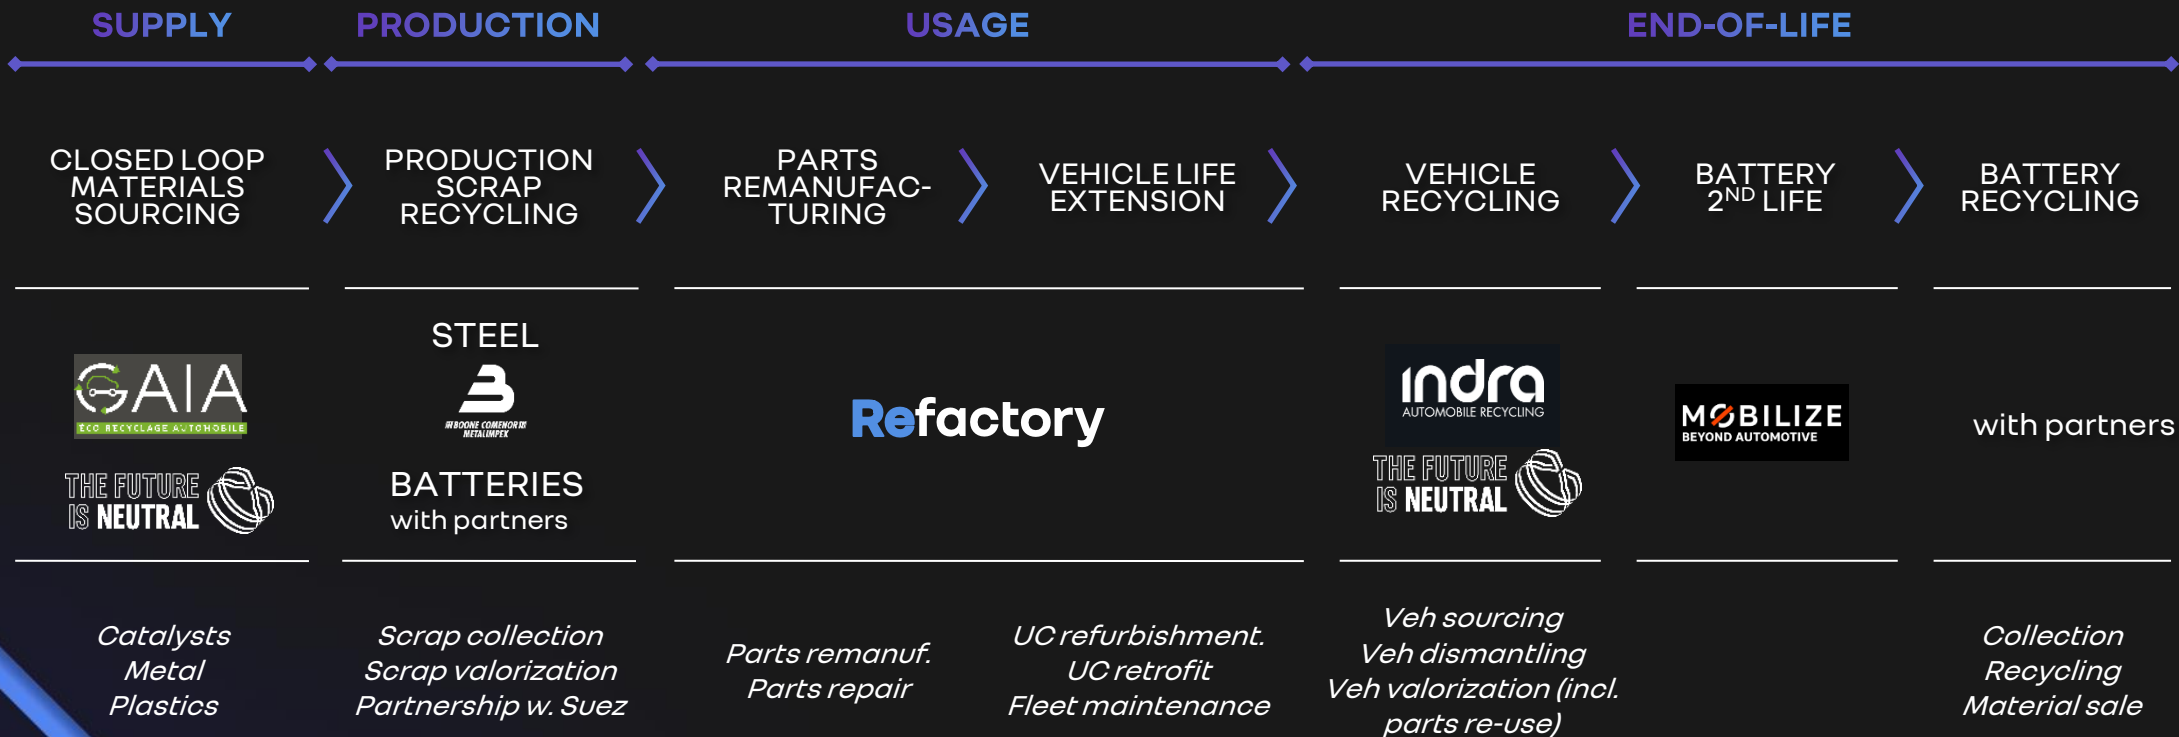 SUPPLY
PRODUCTION
USAGE
END-OF-LIFE
CLOSED LOOP
MATERIALS
SOURCING
PRODUCTION
SCRAP
RECYCLING
PARTS
REMANUFAC-
TURING
VEHICLE LIFE
EXTENSION
VEHICLE
RECYCLING
BATTERY
2ND LIFE
BATTERY
RECYCLING
GAIA
ÉCO RECYCLAGE AUTOMOBILE
THE FUTURE
IS NEUTRAL
STEEL
B
BOONE COMENOR
METALIMPEX
BATTERIES
with partners
Refactory
indra
AUTOMOBILE RECYCLING
THE FUTURE
IS NEUTRAL
MOBILIZE
BEYOND AUTOMOTIVE
with partners
Catalysts
Metal
Plastics
Scrap collection
Scrap valorization
Partnership w. Suez
Parts remanuf.
Parts repair
UC refurbishment.
UC retrofit
Fleet maintenance
Veh sourcing
Veh dismantling
Veh valorization (incl.
parts re-use)
Collection
Recycling
Material sale